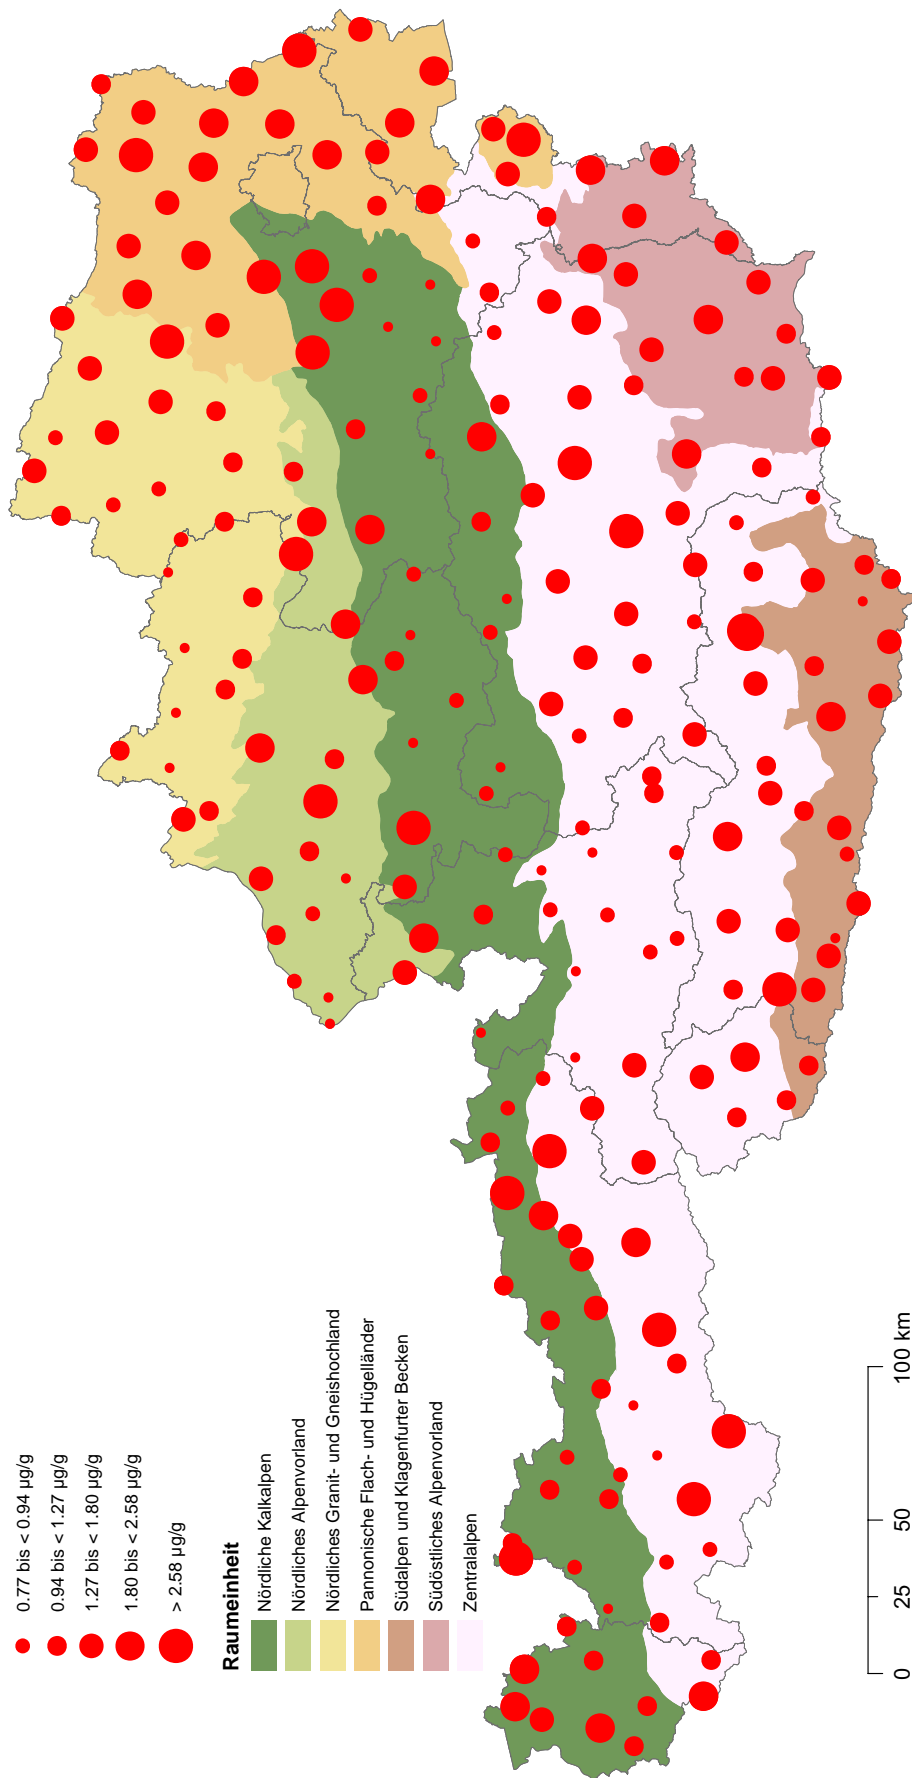 0.77 bis < 0.94 µg/g
0.94 bis < 1.27 µg/g
1.27 bis < 1.80 µg/g
1.80 bis < 2.58 µg/g
> 2.58 µg/g
Raumeinheit
Nördliche Kalkalpen
Nördliches Alpenvorland
Nördliches Granit- und Gneishochland
Pannonische Flach- und Hügelländer
Südalpen und Klagenfurter Becken
Südöstliches Alpenvorland
Zentralalpen
0 25 50 100 km